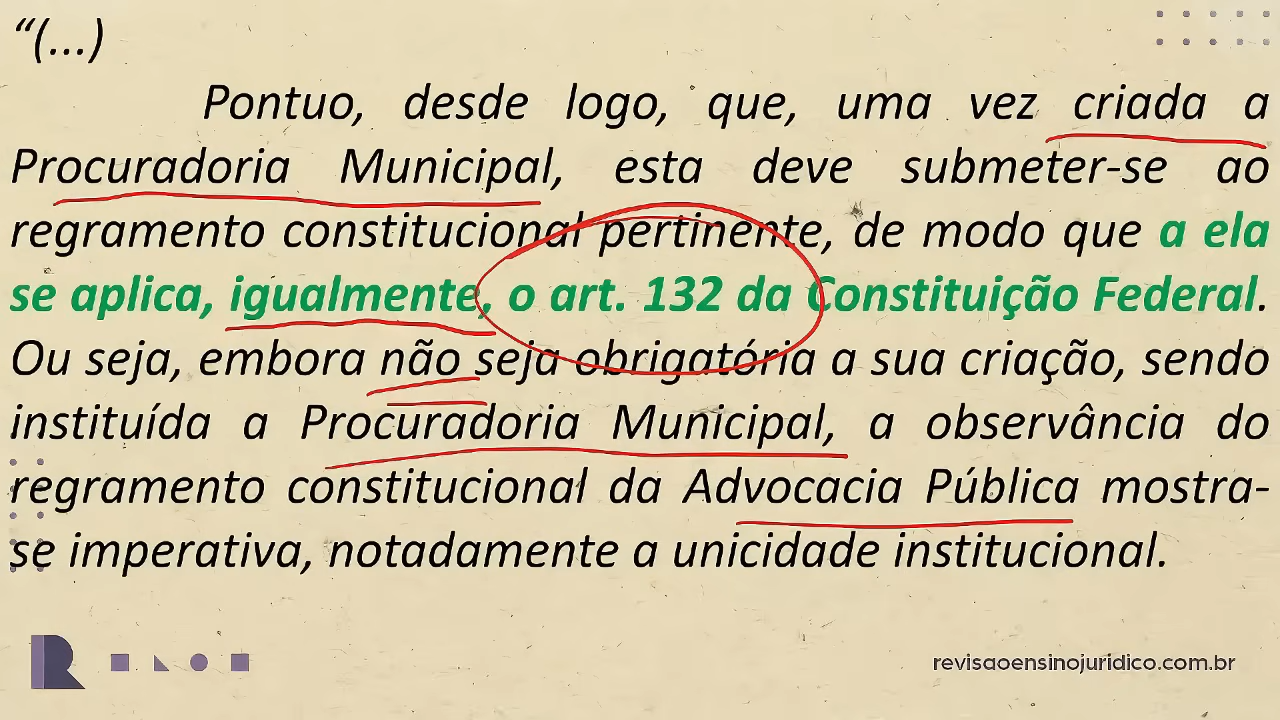 “(...)
Pontuo, desde logo, que, uma vez criada a
Procuradoria Municipal, esta deve submeter-se ao
regramento constitucional pertinente, de modo que a ela
se aplica, igualmente, o art. 132 da Constituição Federal.
Ou seja, embora não seja obrigatória a sua criação, sendo
instituída a Procuradoria Municipal, a observância do
regramento constitucional da Advocacia Pública mostra-
se imperativa, notadamente a unicidade institucional.
R
revisaoensinojuridico.com.br